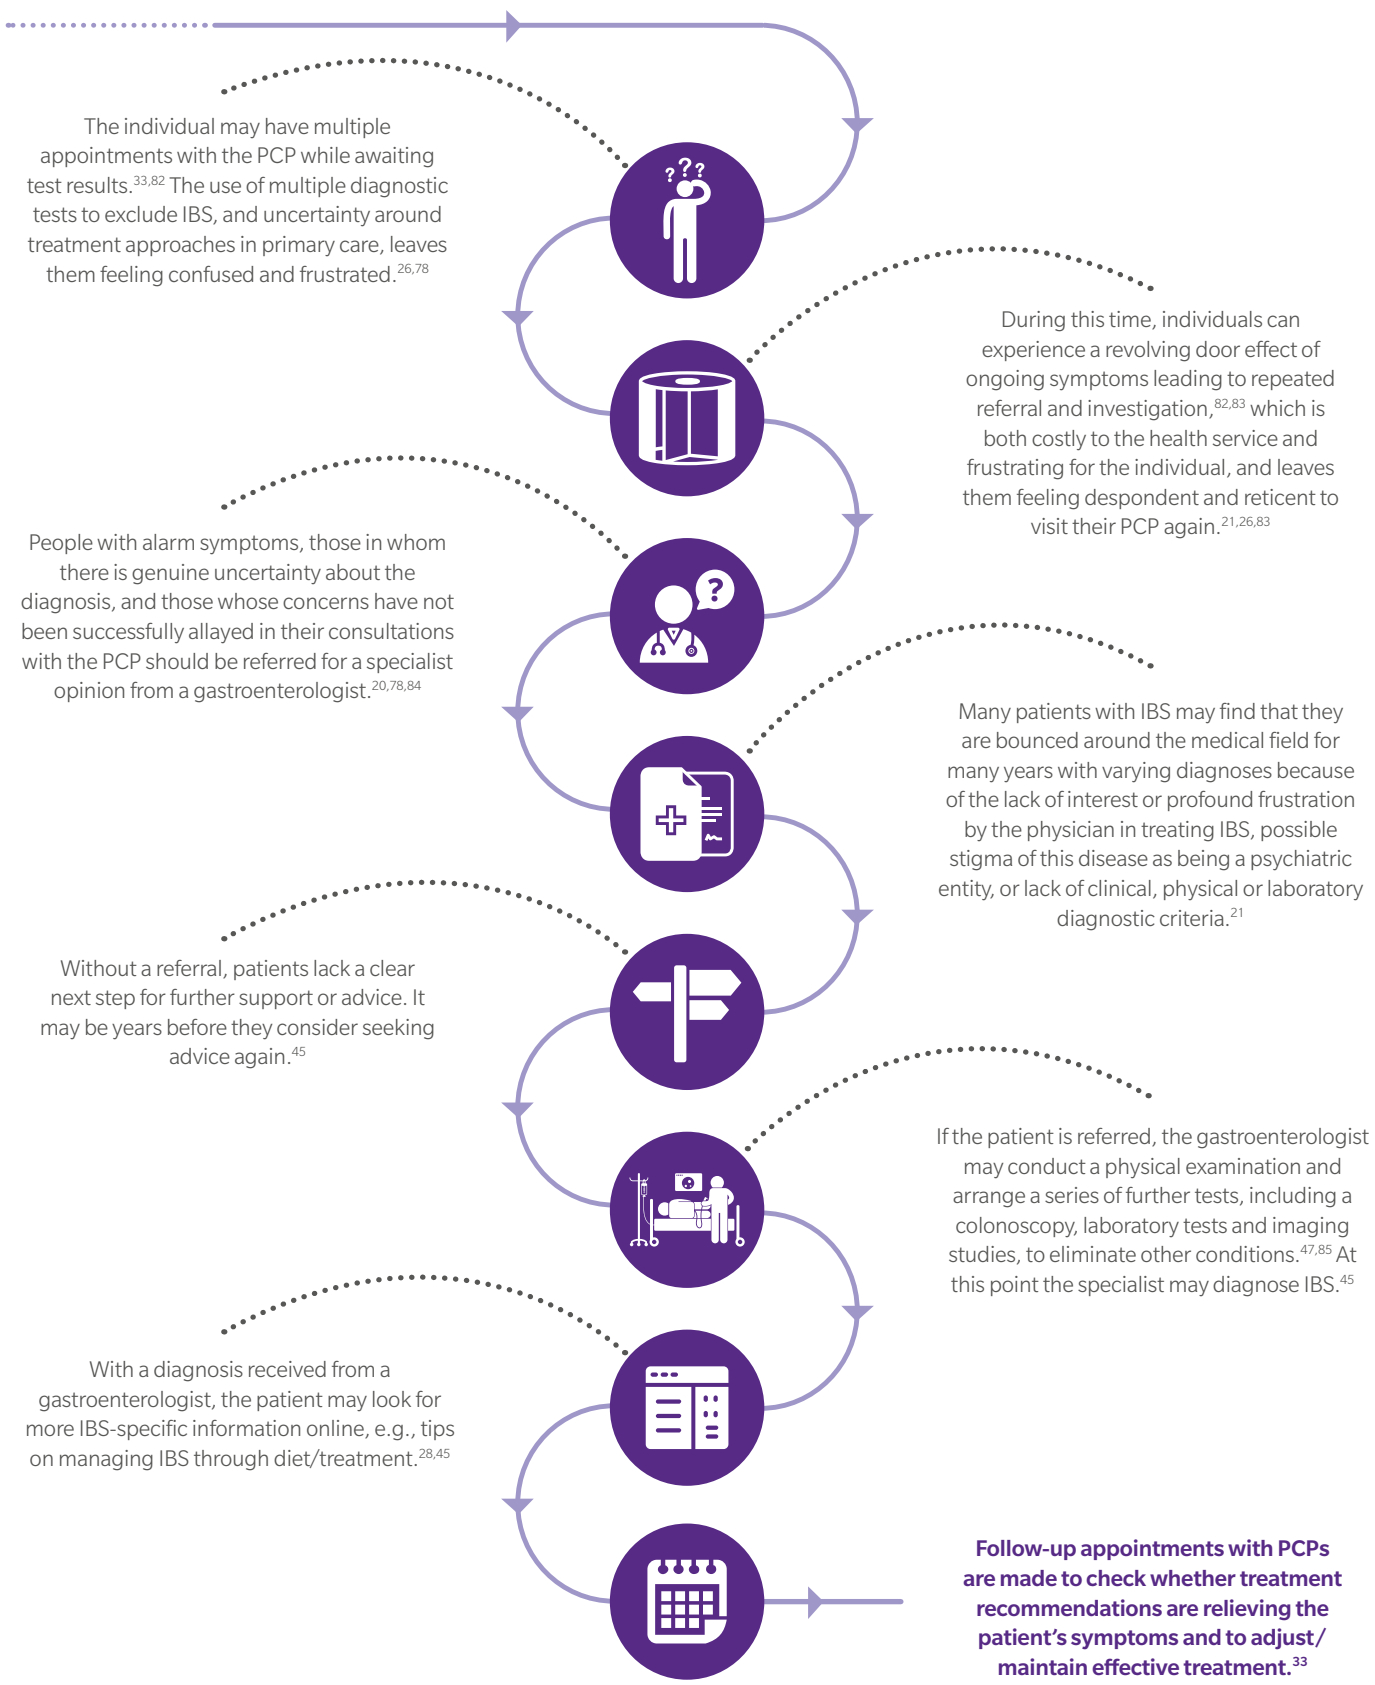 ? ? ?
The individual may have multiple
appointments with the PCP while awaiting
test results.33,82 The use of multiple diagnostic
tests to exclude IBS, and uncertainty around
treatment approaches in primary care, leaves
them feeling confused and frustrated.26,78
During this time, individuals can
experience a revolving door effect of
ongoing symptoms leading to repeated
referral and investigation,82,83 which is
both costly to the health service and
frustrating for the individual, and leaves
them feeling despondent and reticent to
visit their PCP again.21,26,83
People with alarm symptoms, those in whom
there is genuine uncertainty about the
diagnosis, and those whose concerns have not
been successfully allayed in their consultations
with the PCP should be referred for a specialist
opinion from a gastroenterologist.20,78,84
?
Many patients with IBS may find that they
are bounced around the medical field for
many years with varying diagnoses because
of the lack of interest or profound frustration
by the physician in treating IBS, possible
stigma of this disease as being a psychiatric
entity, or lack of clinical, physical or laboratory
diagnostic criteria.21
Without a referral, patients lack a clear
next step for further support or advice. It
may be years before they consider seeking
advice again.45
If the patient is referred, the gastroenterologist
may conduct a physical examination and
arrange a series of further tests, including a
colonoscopy, laboratory tests and imaging
studies, to eliminate other conditions.47,85 At
this point the specialist may diagnose IBS.45
With a diagnosis received from a
gastroenterologist, the patient may look for
more IBS-specific information online, e.g., tips
on managing IBS through diet/treatment.28,45
Follow-up appointments with PCPs
are made to check whether treatment
recommendations are relieving the
patient’s symptoms and to adjust/
maintain effective treatment.33